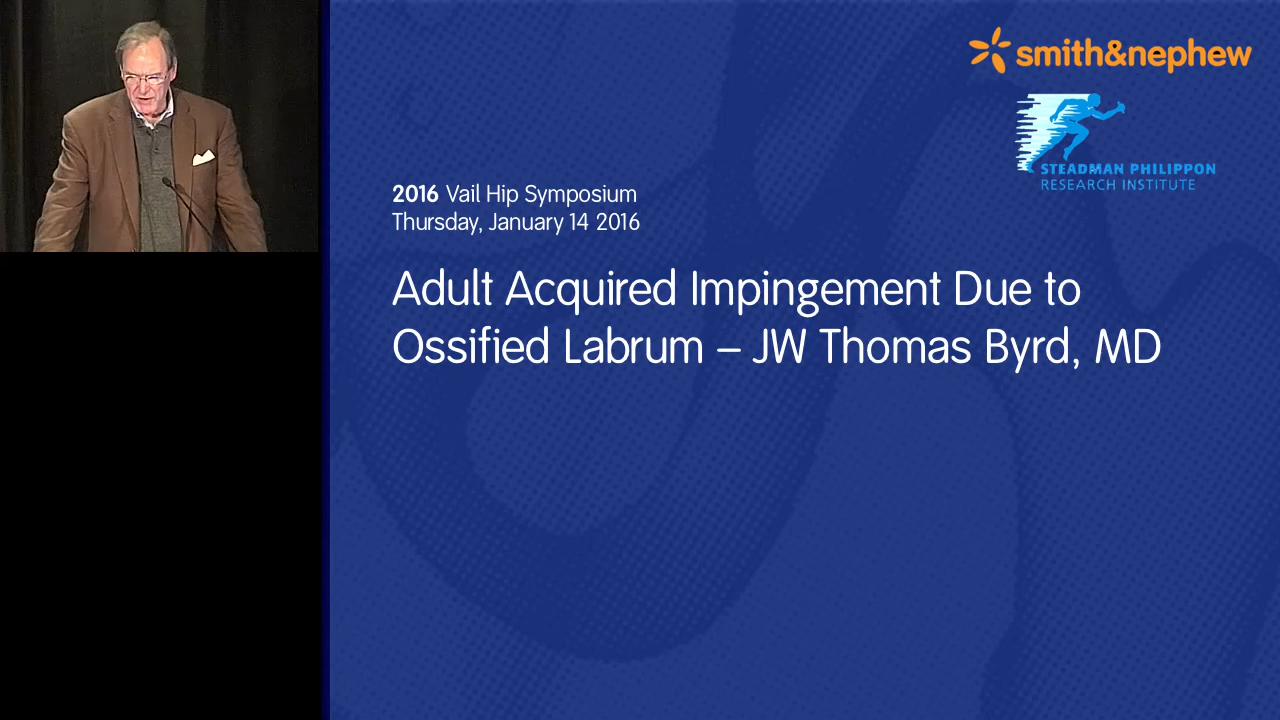 smith&nephew
STEADMAN PHILIPPON
RESEARCH INSTITUTE
2016 Vail Hip Symposium
Thursday, January 14 2016
Adult Acquired Impingement Due to
Ossified Labrum – JW Thomas Byrd, MD